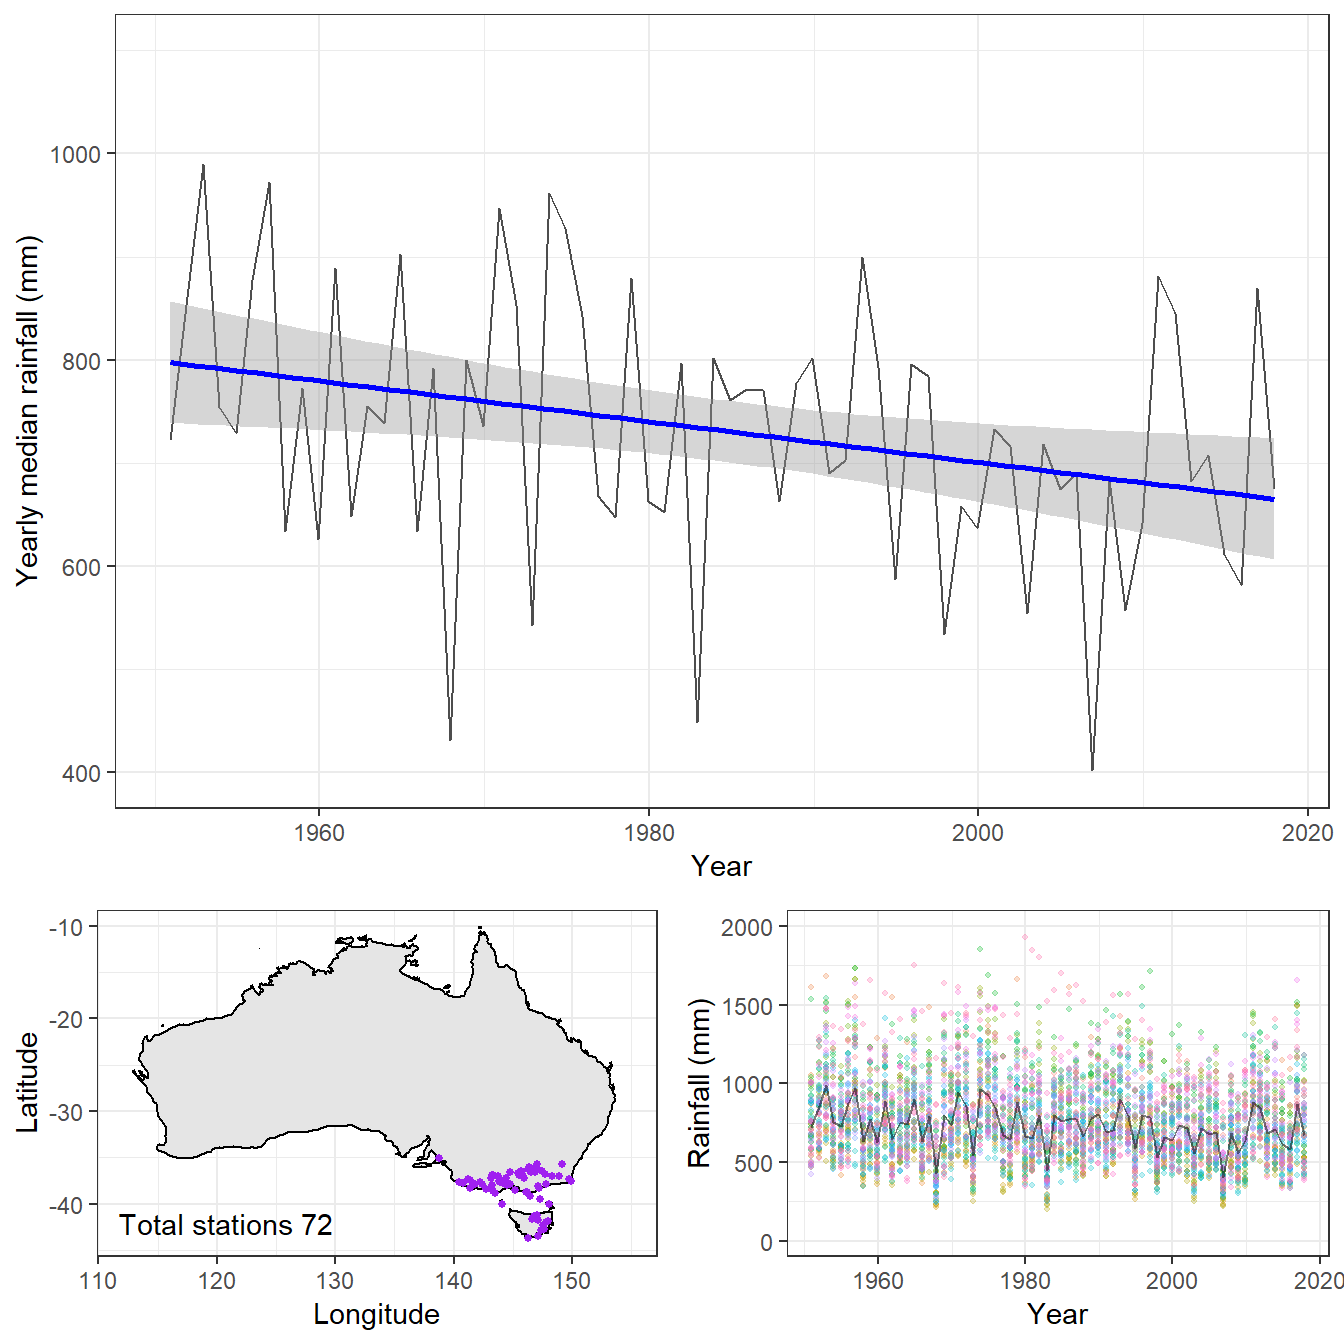 Yearly median rainfall (mm)
1000
800
600
400
1960 1980 2000 2020
Year
Latitude
-10
-20
-30
-40
Total stations 72
110 120 130 140 150
Longitude
Rainfall (mm)
2000
1500
1000
500
0
1960 1980 2000 2020
Year